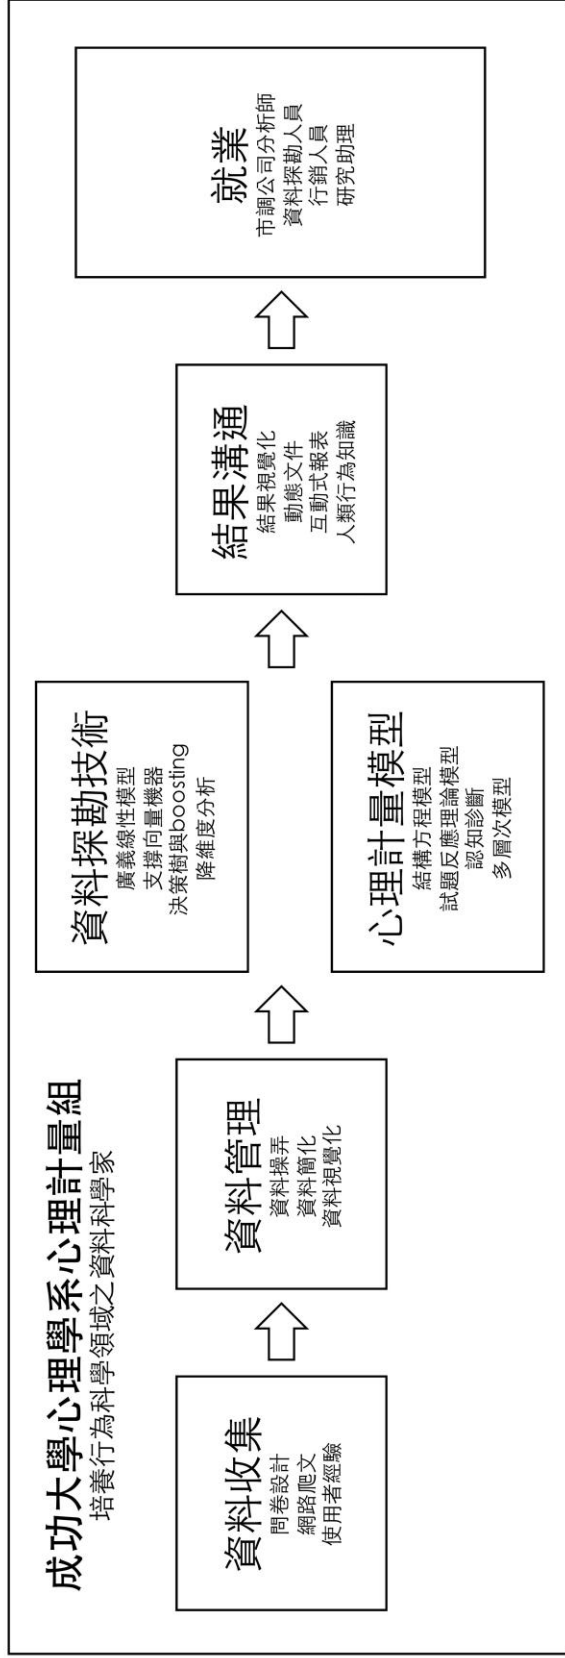 成功大學心理學系心理計量組
培養行為科學領域之資料科學家
資料收集
問卷設計
網路爬文
使用者經驗
資料管理
資料操弄
資料簡化
資料視覺化
資料探勘技術
廣義線性模型
支撐向量機器
決策樹與boosting
降維度分析
心理計量模型
結構方程模型
試題反應理論模型
認知診斷
多層次模型
結果溝通
結果視覺化
動態文件
互動式報表
人類行為知識
就業
市調公司分析師
資料探勘人員
行銷人員
研究助理